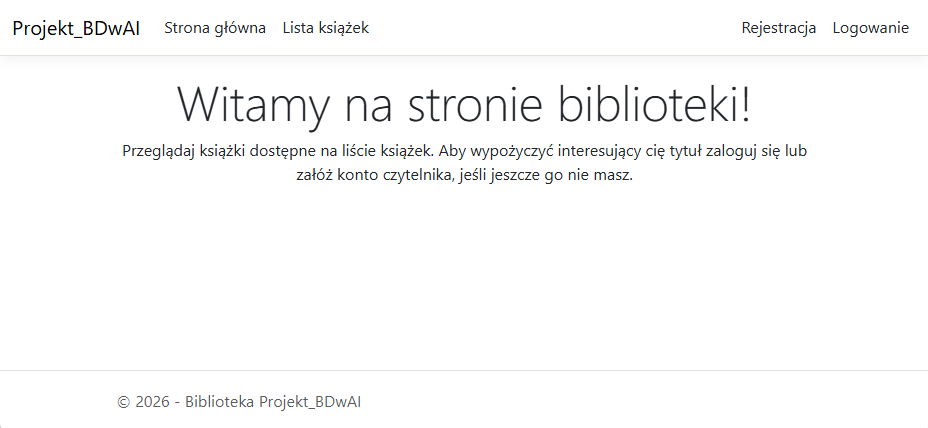 Projekt_BDwAI Strona główna Lista książek Rejestracja Logowanie
Witamy na stronie biblioteki!
Przeglądaj książki dostępne na liście książek. Aby wypożyczyć interesujący cię tytuł zaloguj się lub
załóż konto czytelnika, jeśli jeszcze go nie masz.
© 2026 - Biblioteka Projekt_BDwAI